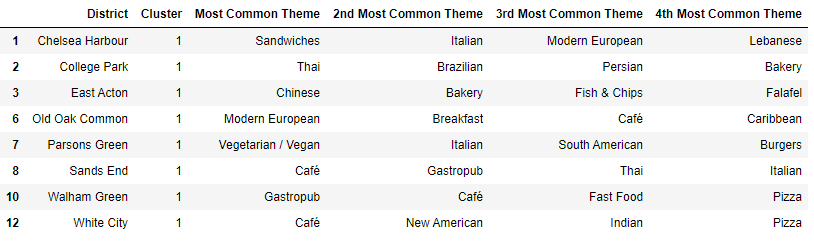 District Cluster Most Common Theme 2nd Most Common Theme 3rd Most Common Theme 4th Most Common Theme
1 Chelsea Harbour 1 Sandwiches Italian Modern European Lebanese
2 College Park 1 Thai Brazilian Persian Bakery
3 East Acton 1 Chinese Bakery Fish & Chips Falafel
6 Old Oak Common 1 Modern European Breakfast Café Caribbean
7 Parsons Green 1 Vegetarian / Vegan Italian South American Burgers
8 Sands End 1 Café Gastropub Thai Italian
10 Walham Green 1 Gastropub Café Fast Food Pizza
12 White City 1 Café New American Indian Pizza